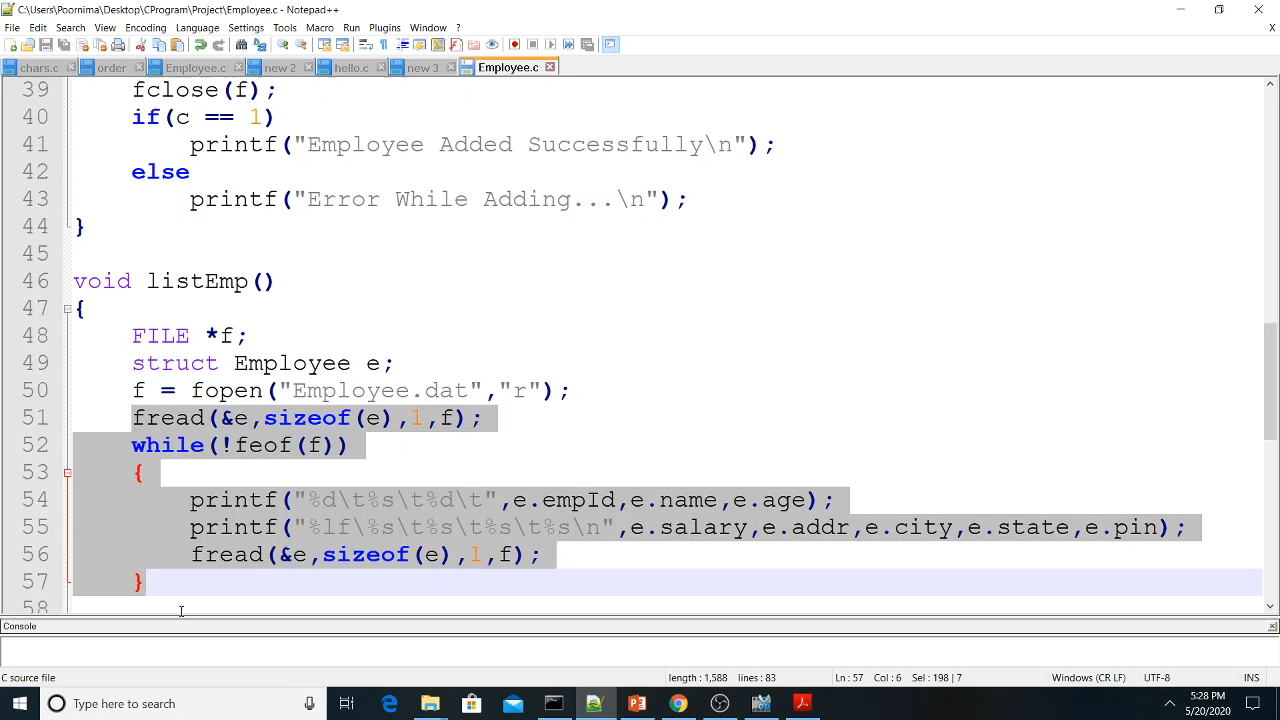 C:\Users\Poornima\Desktop\CProgram\Project\Employee.c - Notepad++
File Edit Search View Encoding Language Settings Tools Macro Run Plugins Window ?
chars.c order Employee.c new 2 hello.c new 3 Employee.c
39 fclose(f);
40 if(c == 1)
41 printf("Employee Added Successfully\n");
42 else
43 printf("Error While Adding...\n");
44 }
45
46 void listEmp()
47 {
48 FILE *f;
49 struct Employee e;
50 f = fopen("Employee.dat","r");
51 fread(&e,sizeof(e),1,f);
52 while(!feof(f))
53 {
54 printf("%d\t%s\t%d\t",e.empId,e.name,e.age);
55 printf("%lf\%s\t%s\t%s\t%s\n",e.salary,e.addr,e.city,e.state,e.pin);
56 fread(&e,sizeof(e),1,f);
57 }
58
Console
C source file length : 1,588 lines : 83 Ln : 57 Col : 6 Sel : 198 | 7 Windows (CR LF) UTF-8 INS
Type here to search
5:28 PM
5/20/2020